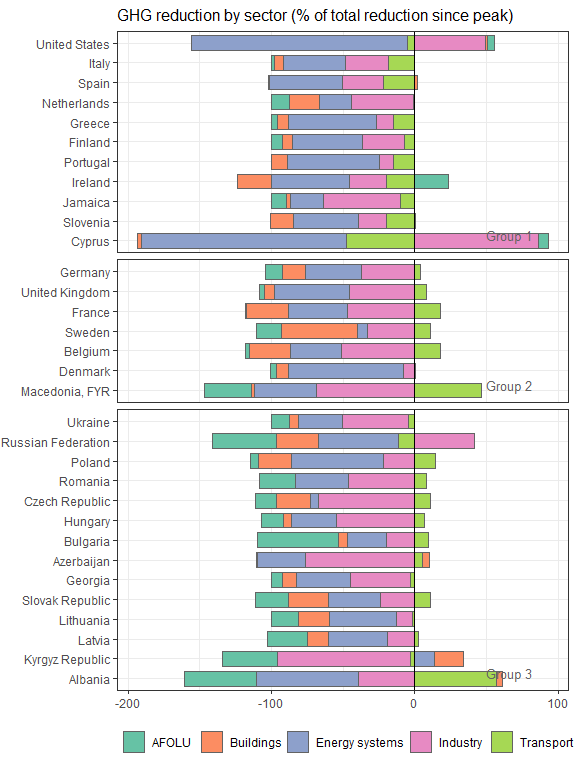 GHG reduction by sector (% of total reduction since peak)
United States
Italy
Spain
Netherlands
Greece
Finland
Portugal
Ireland
Jamaica
Slovenia
Cyprus
Group 1
Germany
United Kingdom
France
Sweden
Belgium
Denmark
Macedonia, FYR
Group 2
Ukraine
Russian Federation
Poland
Romania
Czech Republic
Hungary
Bulgaria
Azerbaijan
Georgia
Slovak Republic
Lithuania
Latvia
Kyrgyz Republic
Albania
Group 3
-200 -100 0 100
AFOLU Buildings Energy systems Industry Transport